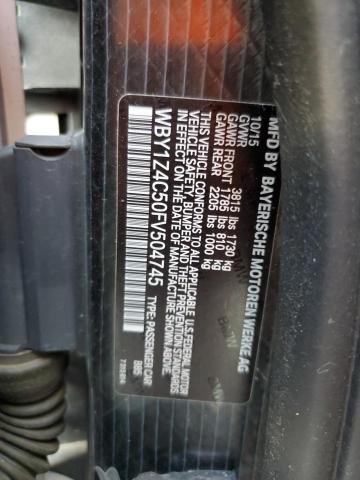 MFD BY BAYERISCHE MOTOREN WERKE AG
10/15
GVWR 3815 lbs 1730 kg
GAWR FRONT 1785 lbs 810 kg
GAWR REAR 2205 lbs 1000 kg
THIS VEHICLE CONFORMS TO ALL APPLICABLE U.S. FEDERAL MOTOR
VEHICLE SAFETY, BUMPER, AND THEFT PREVENTION STANDARDS
IN EFFECT ON THE DATE OF MANUFACTURE SHOWN ABOVE.
WBY1Z4C50FV504745 TYPE: PASSENGER CAR
B85